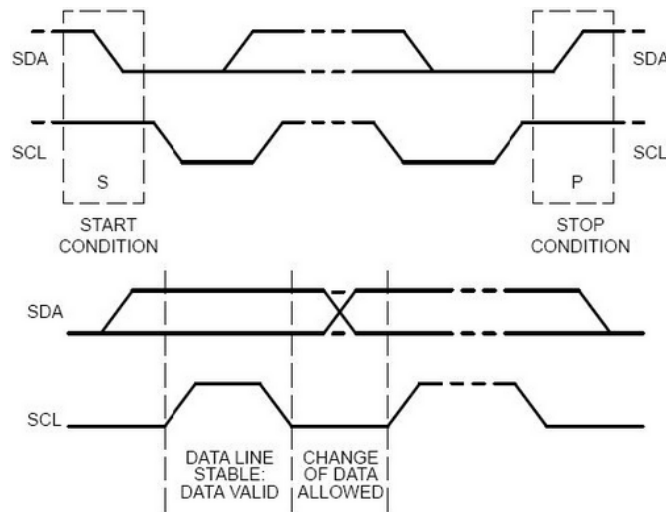 SDA
SDA
SCL
SCL
S
P
START
CONDITION
STOP
CONDITION
SDA
SCL
DATA LINE
STABLE:
DATA VALID
CHANGE
OF DATA
ALLOWED